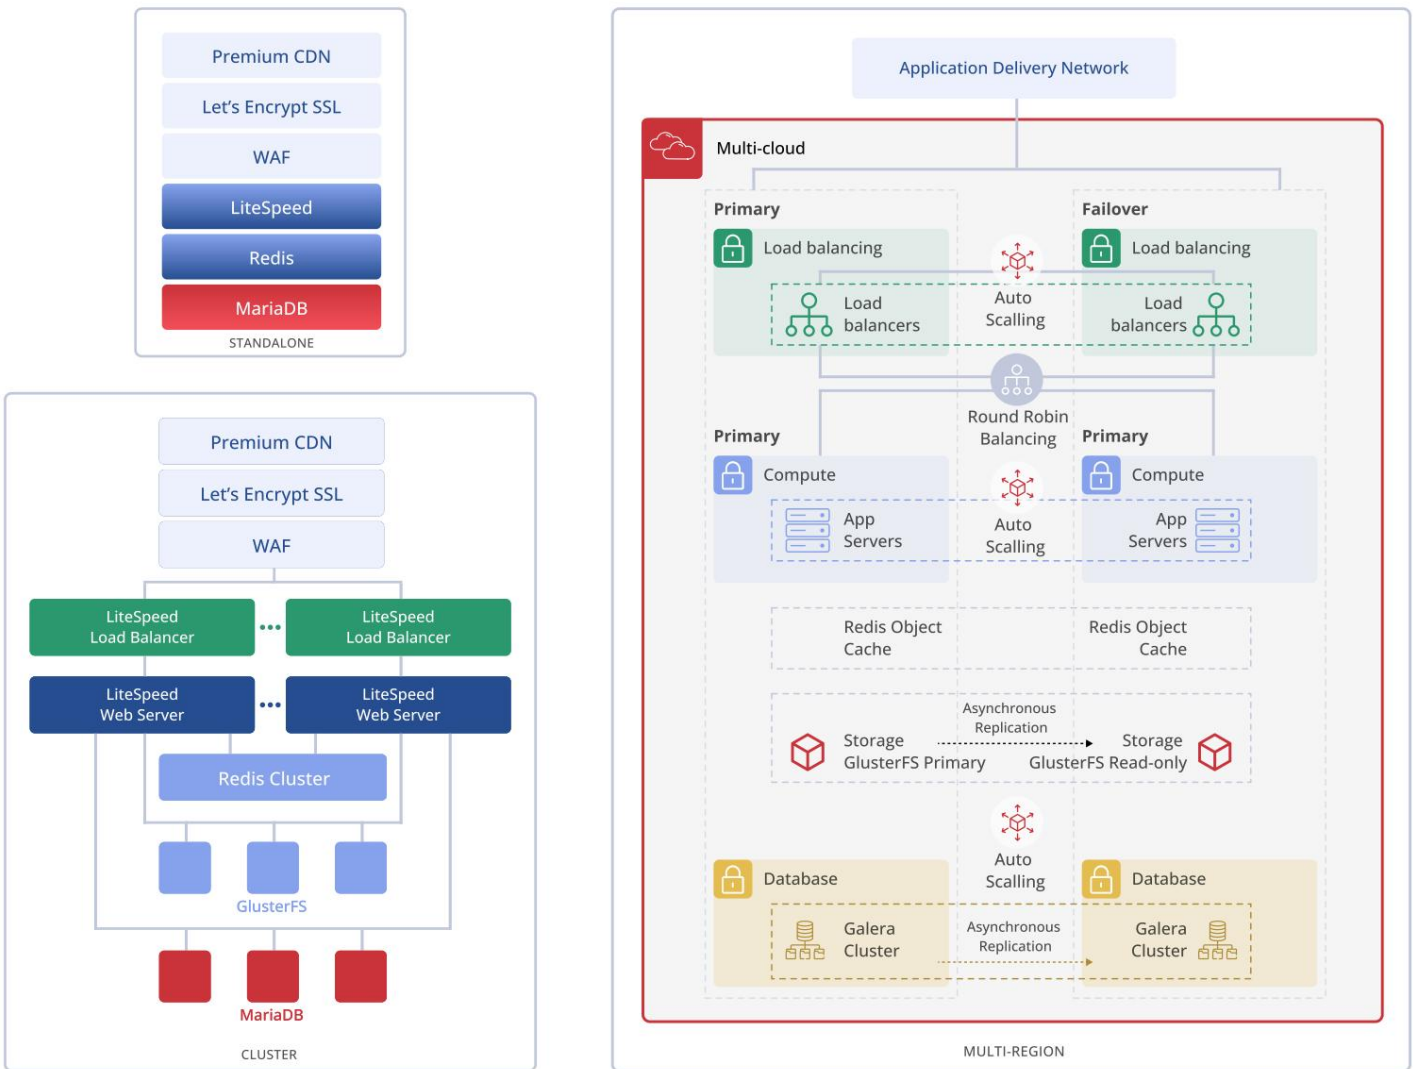 Premium CDN
Let's Encrypt SSL
WAF
LiteSpeed
Redis
MariaDB
STANDALONE
Premium CDN
Let's Encrypt SSL
WAF
LiteSpeed
Load Balancer
LiteSpeed
Load Balancer
LiteSpeed
Web Server
LiteSpeed
Web Server
Redis Cluster
GlusterFS
MariaDB
CLUSTER
Application Delivery Network
Multi-cloud
Primary
Failover
Load balancing
Load balancing
Load
balancers
Auto
Scalling
Load
balancers
Round Robin
Balancing
Primary
Primary
Compute
Compute
App
Servers
Auto
Scalling
App
Servers
Redis Object
Cache
Redis Object
Cache
Asynchronous
Replication
Storage
GlusterFS Primary
Storage
GlusterFS Read-only
Auto
Scalling
Database
Database
Galera
Cluster
Asynchronous
Replication
Galera
Cluster
MULTI-REGION